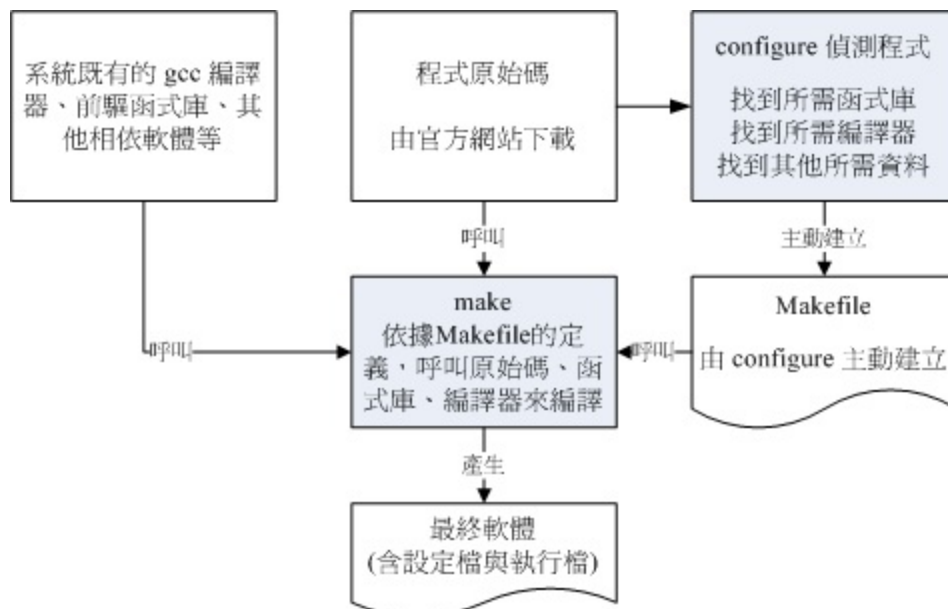 系統既有的 gcc 編譯
器、前驅函式庫、其
他相依軟體等
程式原始碼
由官方網站下載
configure 偵測程式
找到所需函式庫
找到所需編譯器
找到其他所需資料
呼叫
主動建立
make
依據Makefile的定
義，呼叫原始碼、函
式庫、編譯器來編譯
Makefile
由 configure 主動建立
呼叫
呼叫
產生
最終軟體
(含設定檔與執行檔)